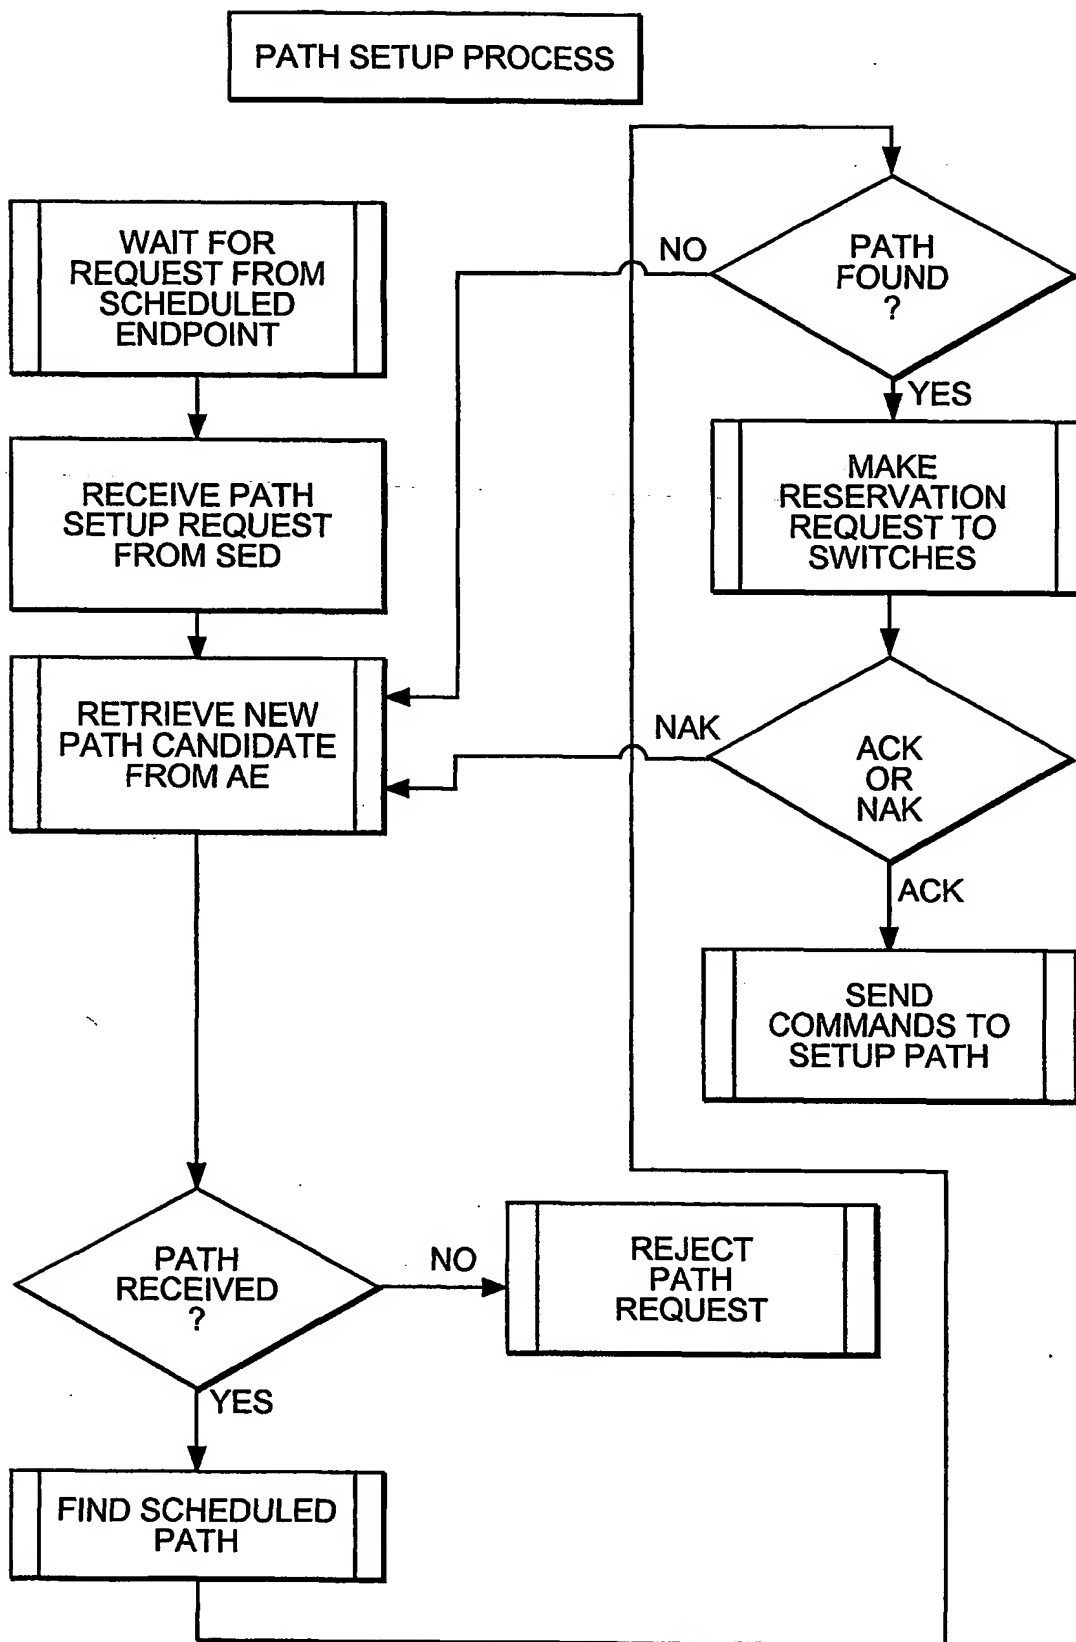 PATH SETUP PROCESS
WAIT FOR
REQUEST FROM
SCHEDULED
ENDPOINT
RECEIVE PATH
SETUP REQUEST
FROM SED
RETRIEVE NEW
PATH CANDIDATE
FROM AE
PATH
RECEIVED
?
NO
REJECT
PATH
REQUEST
YES
FIND SCHEDULED
PATH
PATH
FOUND
?
NO
YES
MAKE
RESERVATION
REQUEST TO
SWITCHES
ACK
OR
NAK
NAK
ACK
SEND
COMMANDS TO
SETUP PATH